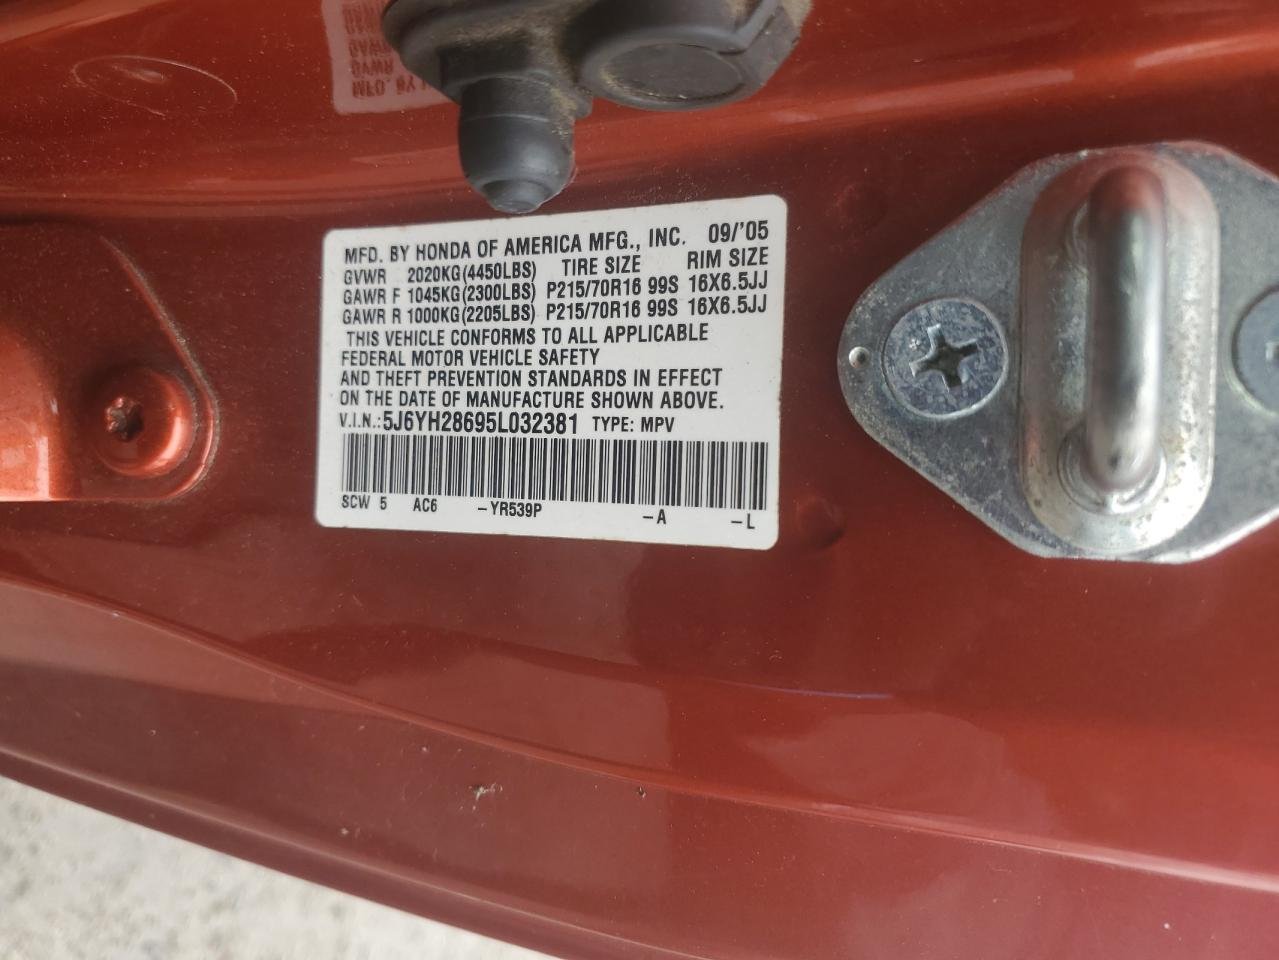 MFD. BY HONDA OF AMERICA MFG., INC. 09/'05
GVWR 2020KG(4450LBS) TIRE SIZE RIM SIZE
GAWR F 1045KG(2300LBS) P215/70R16 99S 16X6.5JJ
GAWR R 1000KG(2205LBS) P215/70R16 99S 16X6.5JJ
THIS VEHICLE CONFORMS TO ALL APPLICABLE
FEDERAL MOTOR VEHICLE SAFETY
AND THEFT PREVENTION STANDARDS IN EFFECT
ON THE DATE OF MANUFACTURE SHOWN ABOVE.
V.I.N.:5J6YH28695L032381 TYPE: MPV
SCW 5 AC6 -YR539P -A -L